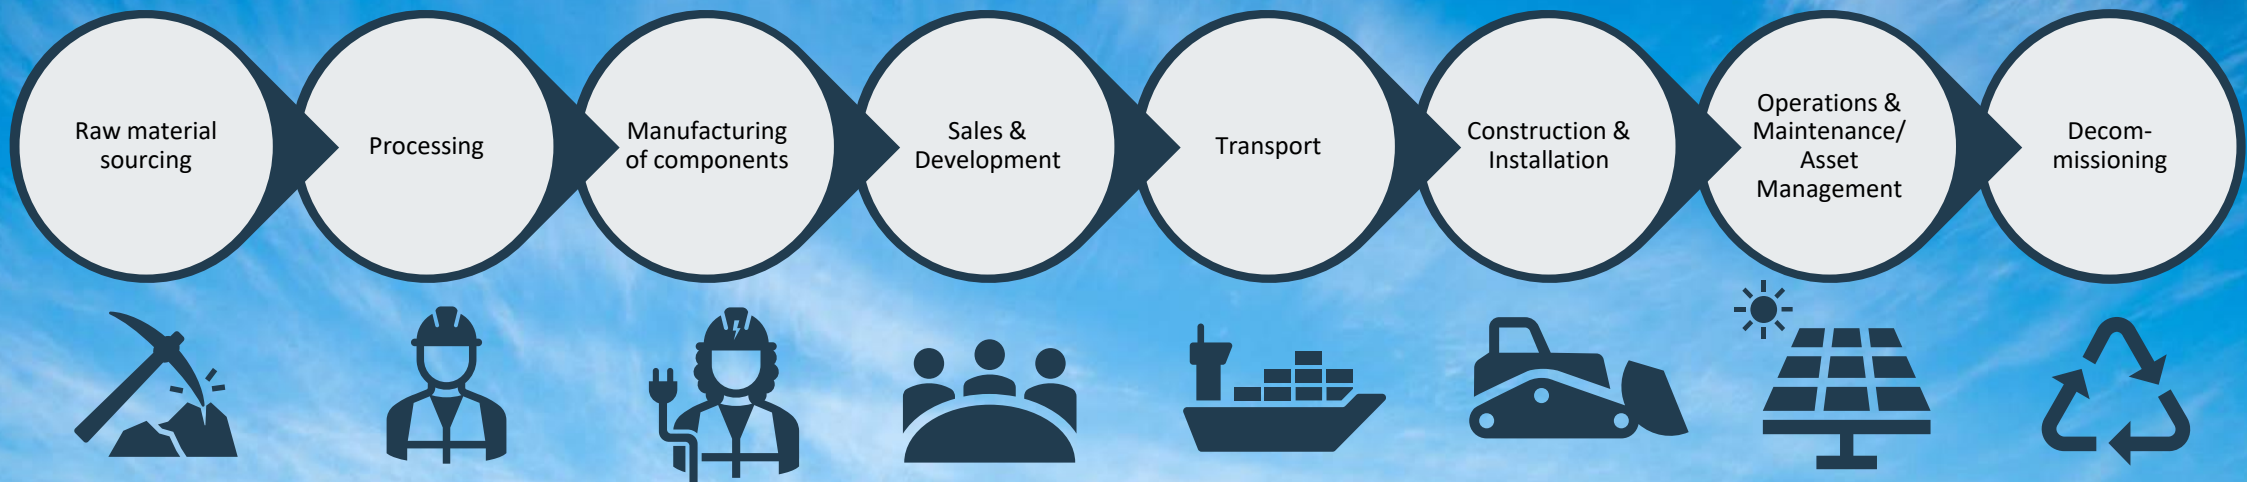 Raw material
sourcing
Processing
Manufacturing
of components
Sales &
Development
Transport
Construction &
Installation
Operations &
Maintenance/
Asset
Management
Decom-
missioning